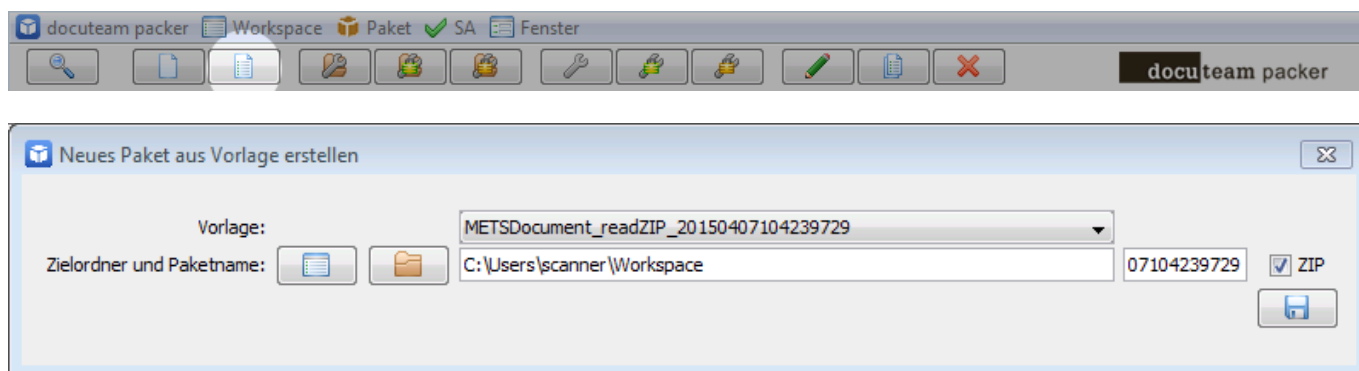 docuteam packer Workspace Paket SA Fenster
docuteam packer
Neues Paket aus Vorlage erstellen
Vorlage: METSDocument_readZIP_20150407104239729
Zielordner und Paketname: C:\Users\scanner\Workspace 07104239729 ZIP